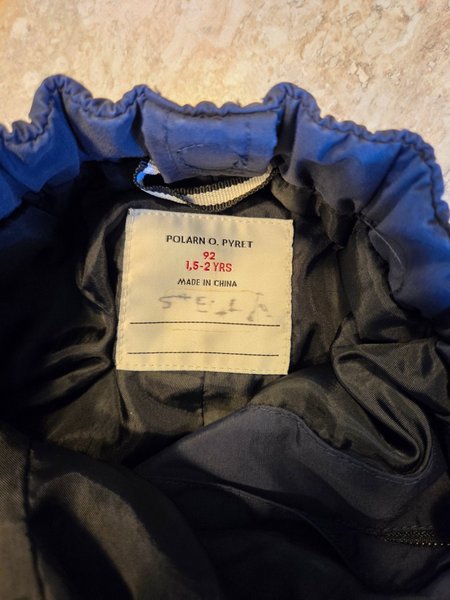 POLARN O. PYRET
92
1,5-2 YRS
MADE IN CHINA